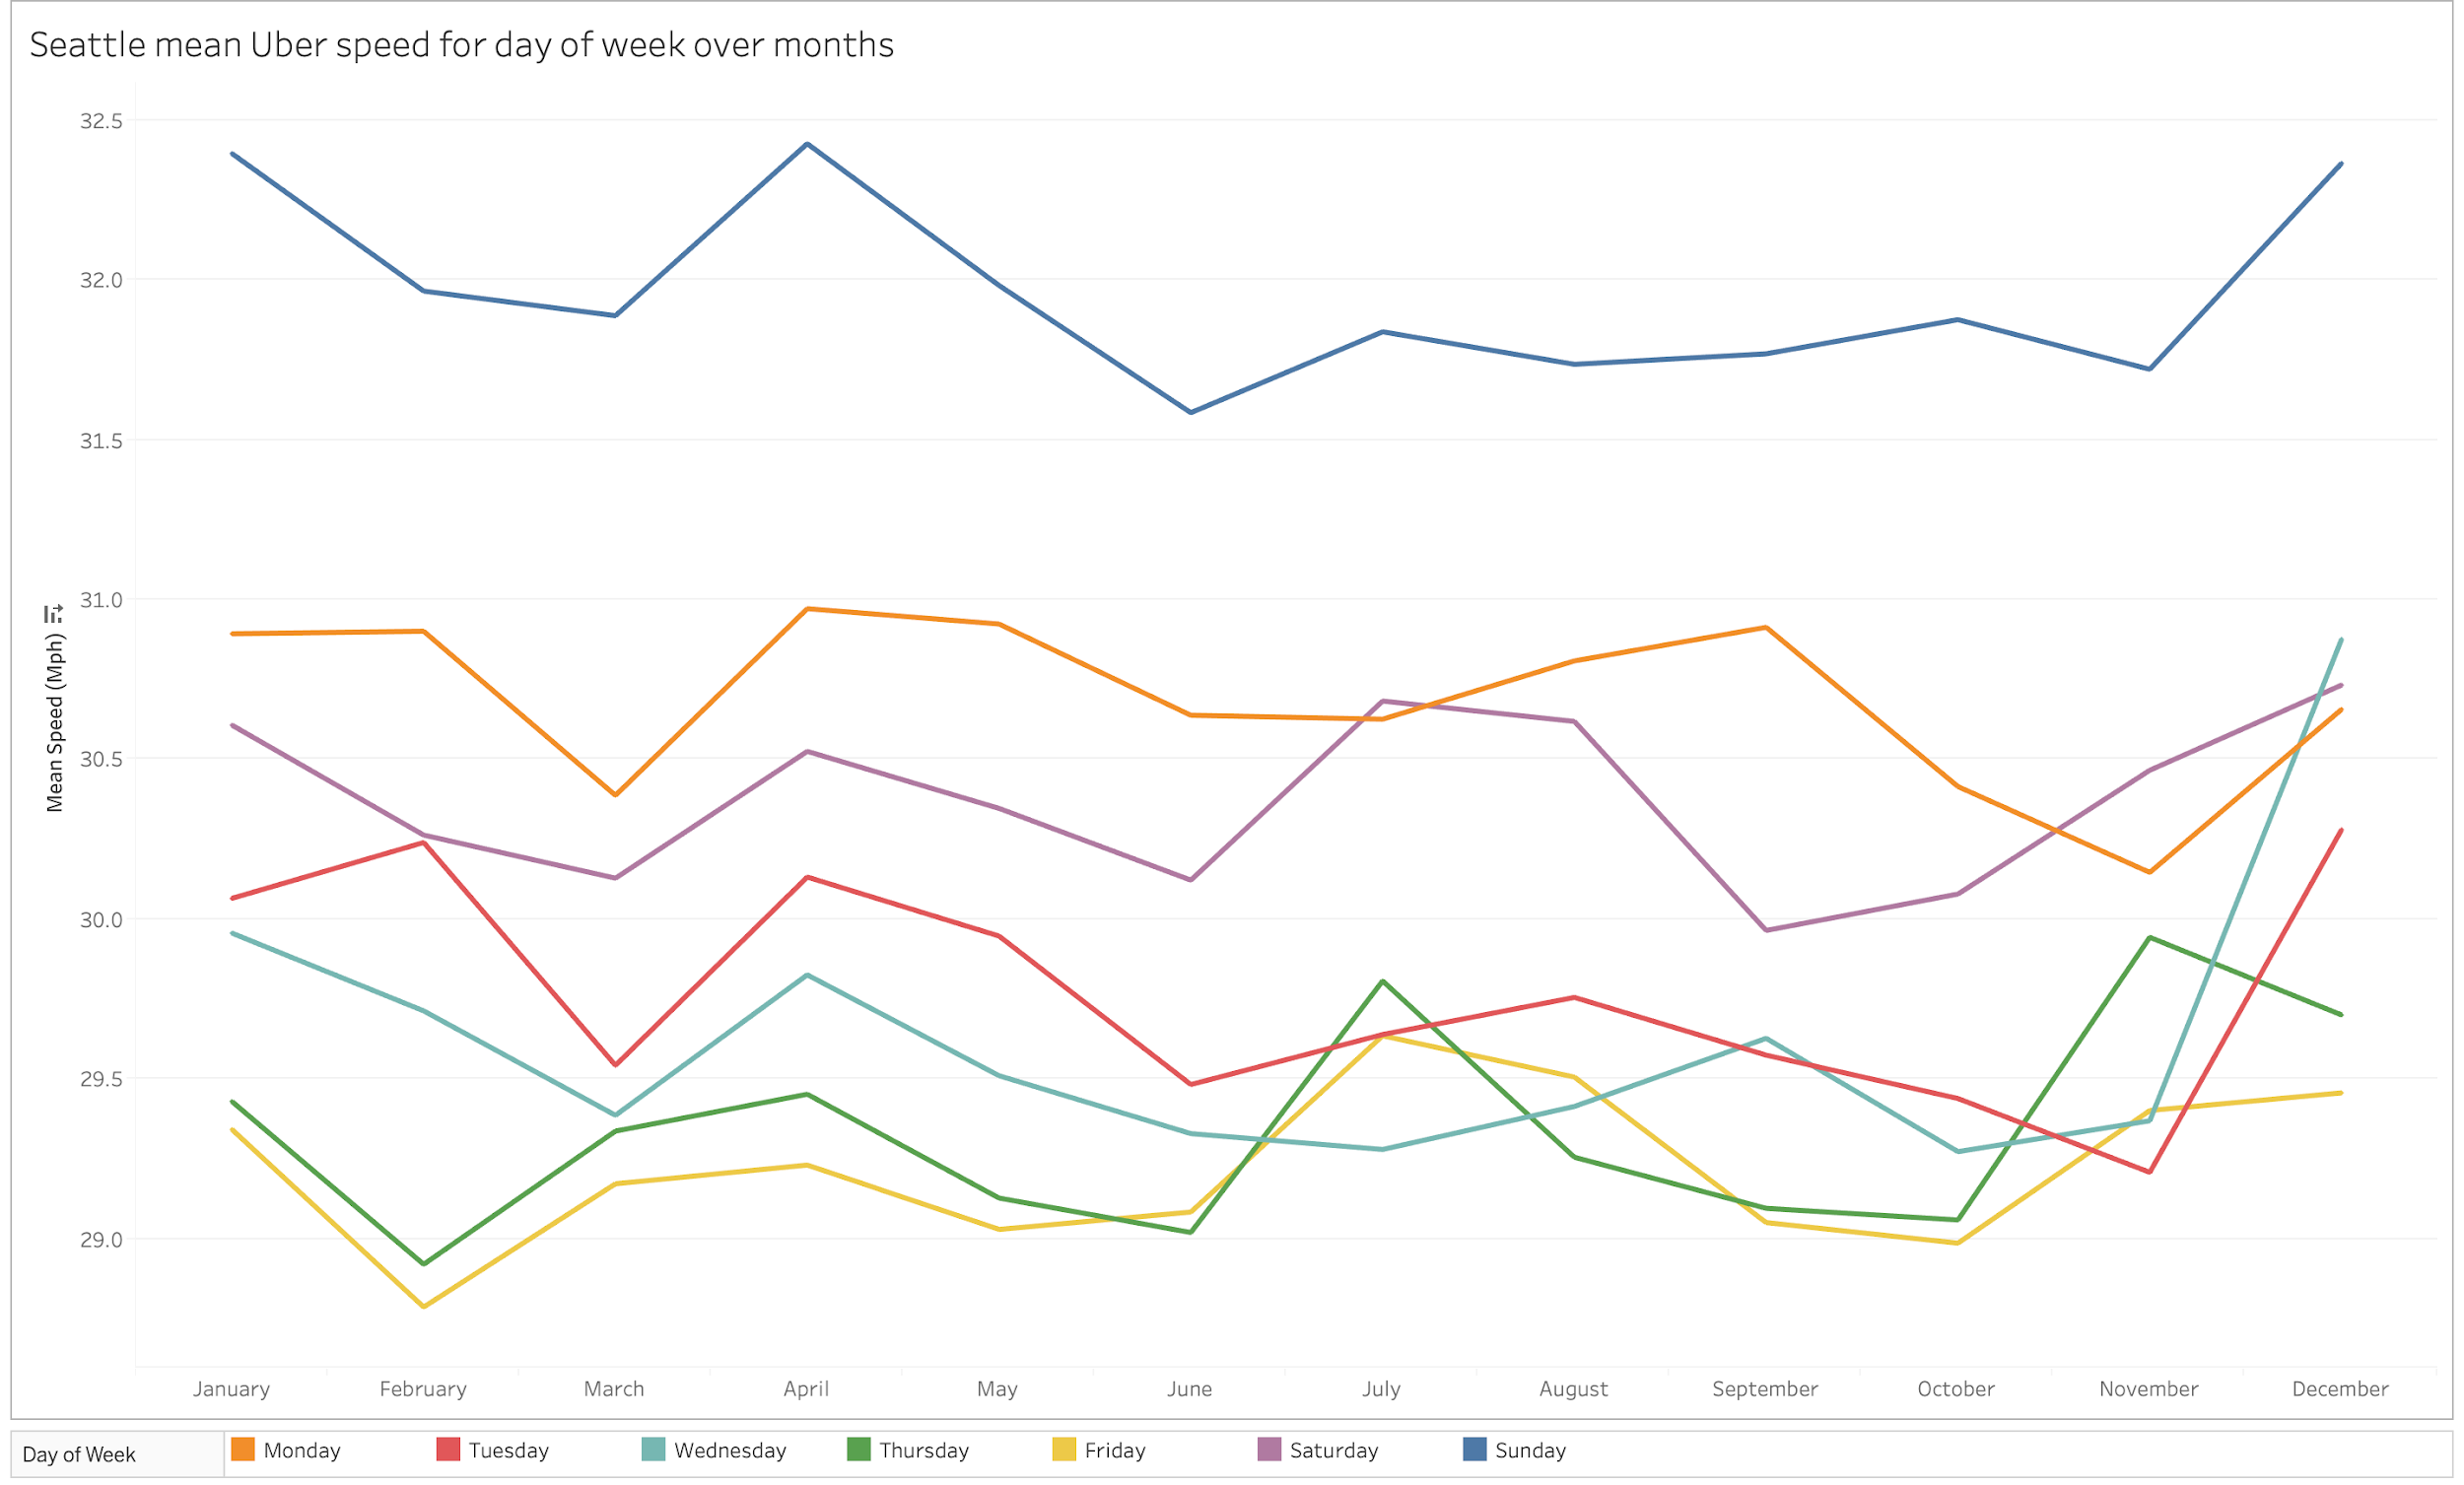 Seattle mean Uber speed for day of week over months
32.5
32.0
31.5
31.0
30.5
30.0
29.5
29.0
Mean Speed (Mph)
January February March April May June July August September October November December
Day of Week Monday Tuesday Wednesday Thursday Friday Saturday Sunday